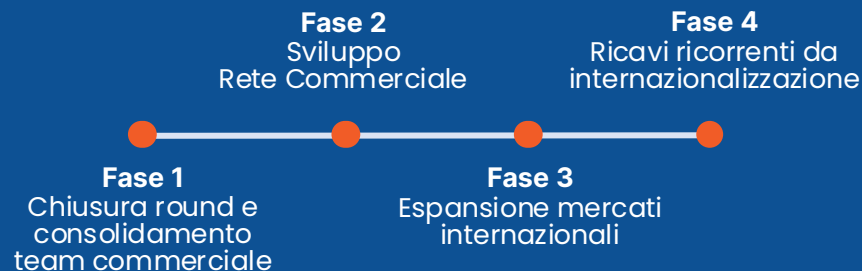 Fase 1
Chiusura round e
consolidamento
team commerciale
Fase 2
Sviluppo
Rete Commerciale
Fase 3
Espansione mercati
internazionali
Fase 4
Ricavi ricorrenti da
internazionalizzazione